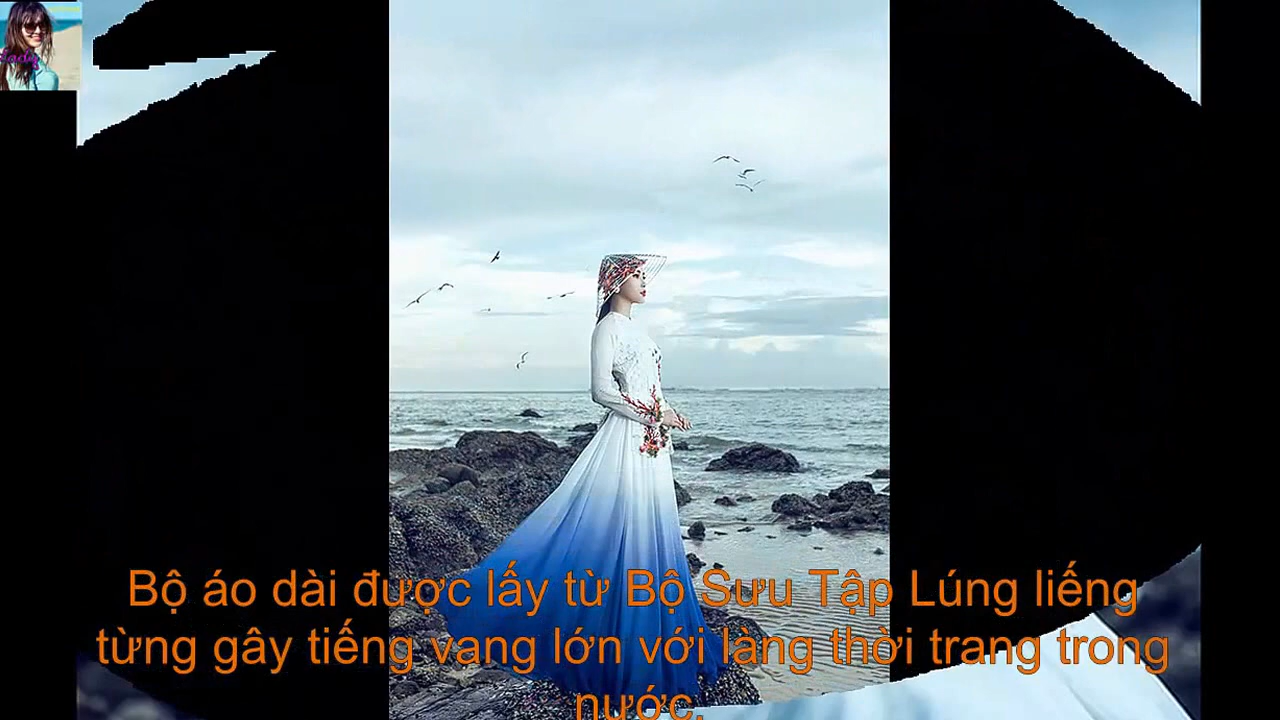 lady
Bộ áo dài được lấy từ Bộ Sưu Tập Lúng liếng
từng gây tiếng vang lớn với làng thời trang trong
nước.